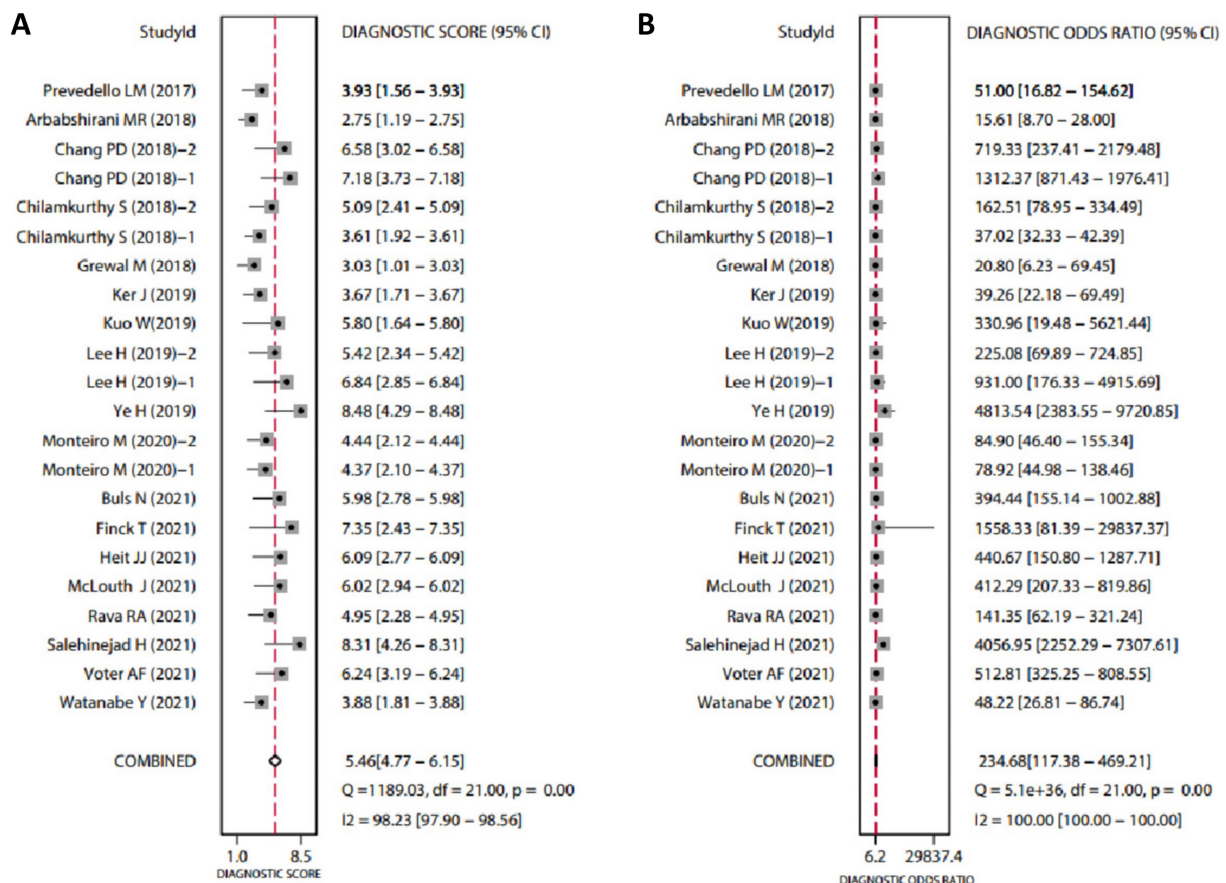 A
StudyId DIAGNOSTIC SCORE (95% CI)
Prevedello LM (2017) 3.93 [1.56 – 3.93)
Arbabshirani MR (2018) 2.75 [1.19 – 2.75]
Chang PD (2018)–2 6.58 [3.02 – 6.58]
Chang PD (2018)–1 7.18 [3.73 – 7.18]
Chilamkurthy S (2018)–2 5.09 [2.41 – 5.09]
Chilamkurthy S (2018)–1 3.61 [1.92 – 3.61]
Grewal M (2018) 3.03 [1.01 – 3.03]
Ker J (2019) 3.67 [1.71 – 3.67]
Kuo W(2019) 5.80 [1.64 – 5.80]
Lee H (2019)–2 5.42 [2.34 – 5.42]
Lee H (2019)–1 6.84 [2.85 – 6.84]
Ye H (2019) 8.48 [4.29 – 8.48]
Monteiro M (2020)–2 4.44 [2.12 – 4.44]
Monteiro M (2020)–1 4.37 [2.10 – 4.37]
Buls N (2021) 5.98 [2.78 – 5.98]
Finck T (2021) 7.35 [2.43 – 7.35]
Heit JJ (2021) 6.09 [2.77 – 6.09]
McLouth J (2021) 6.02 [2.94 – 6.02]
Rava RA (2021) 4.95 [2.28 – 4.95]
Salehinejad H (2021) 8.31 [4.26 – 8.31]
Voter AF (2021) 6.24 [3.19 – 6.24]
Watanabe Y (2021) 3.88 [1.81 – 3.88]
COMBINED 5.46[4.77 – 6.15]
Q =1189.03, df = 21.00, p = 0.00
I2 = 98.23 [97.90 – 98.56]
1.0 8.5
DIAGNOSTIC SCORE
B
StudyId DIAGNOSTIC ODDS RATIO (95% CI)
Prevedello LM (2017) 51.00 [16.82 – 154.62)
Arbabshirani MR (2018) 15.61 [8.70 – 28.00]
Chang PD (2018)–2 719.33 [237.41 – 2179.48]
Chang PD (2018)–1 1312.37 [871.43 – 1976.41]
Chilamkurthy S (2018)–2 162.51 [78.95 – 334.49]
Chilamkurthy S (2018)–1 37.02 [32.33 – 42.39]
Grewal M (2018) 20.80 [6.23 – 69.45]
Ker J (2019) 39.26 [22.18 – 69.49]
Kuo W(2019) 330.96 [19.48 – 5621.44]
Lee H (2019)–2 225.08 [69.89 – 724.85]
Lee H (2019)–1 931.00 [176.33 – 4915.69]
Ye H (2019) 4813.54 [2383.55 – 9720.85]
Monteiro M (2020)–2 84.90 [46.40 – 155.34]
Monteiro M (2020)–1 78.92 [44.98 – 138.46]
Buls N (2021) 394.44 [155.14 – 1002.88]
Finck T (2021) 1558.33 [81.39 – 29837.37]
Heit JJ (2021) 440.67 [150.80 – 1287.71]
McLouth J (2021) 412.29 [207.33 – 819.86]
Rava RA (2021) 141.35 [62.19 – 321.24]
Salehinejad H (2021) 4056.95 [2252.29 – 7307.61]
Voter AF (2021) 512.81 [325.25 – 808.55]
Watanabe Y (2021) 48.22 [26.81 – 86.74]
COMBINED 234.68[117.38 – 469.21]
Q = 5.1e+36, df = 21.00, p = 0.00
I2 = 100.00 [100.00 – 100.00]
6.2 29837.4
DIAGNOSTIC ODDS RATIO